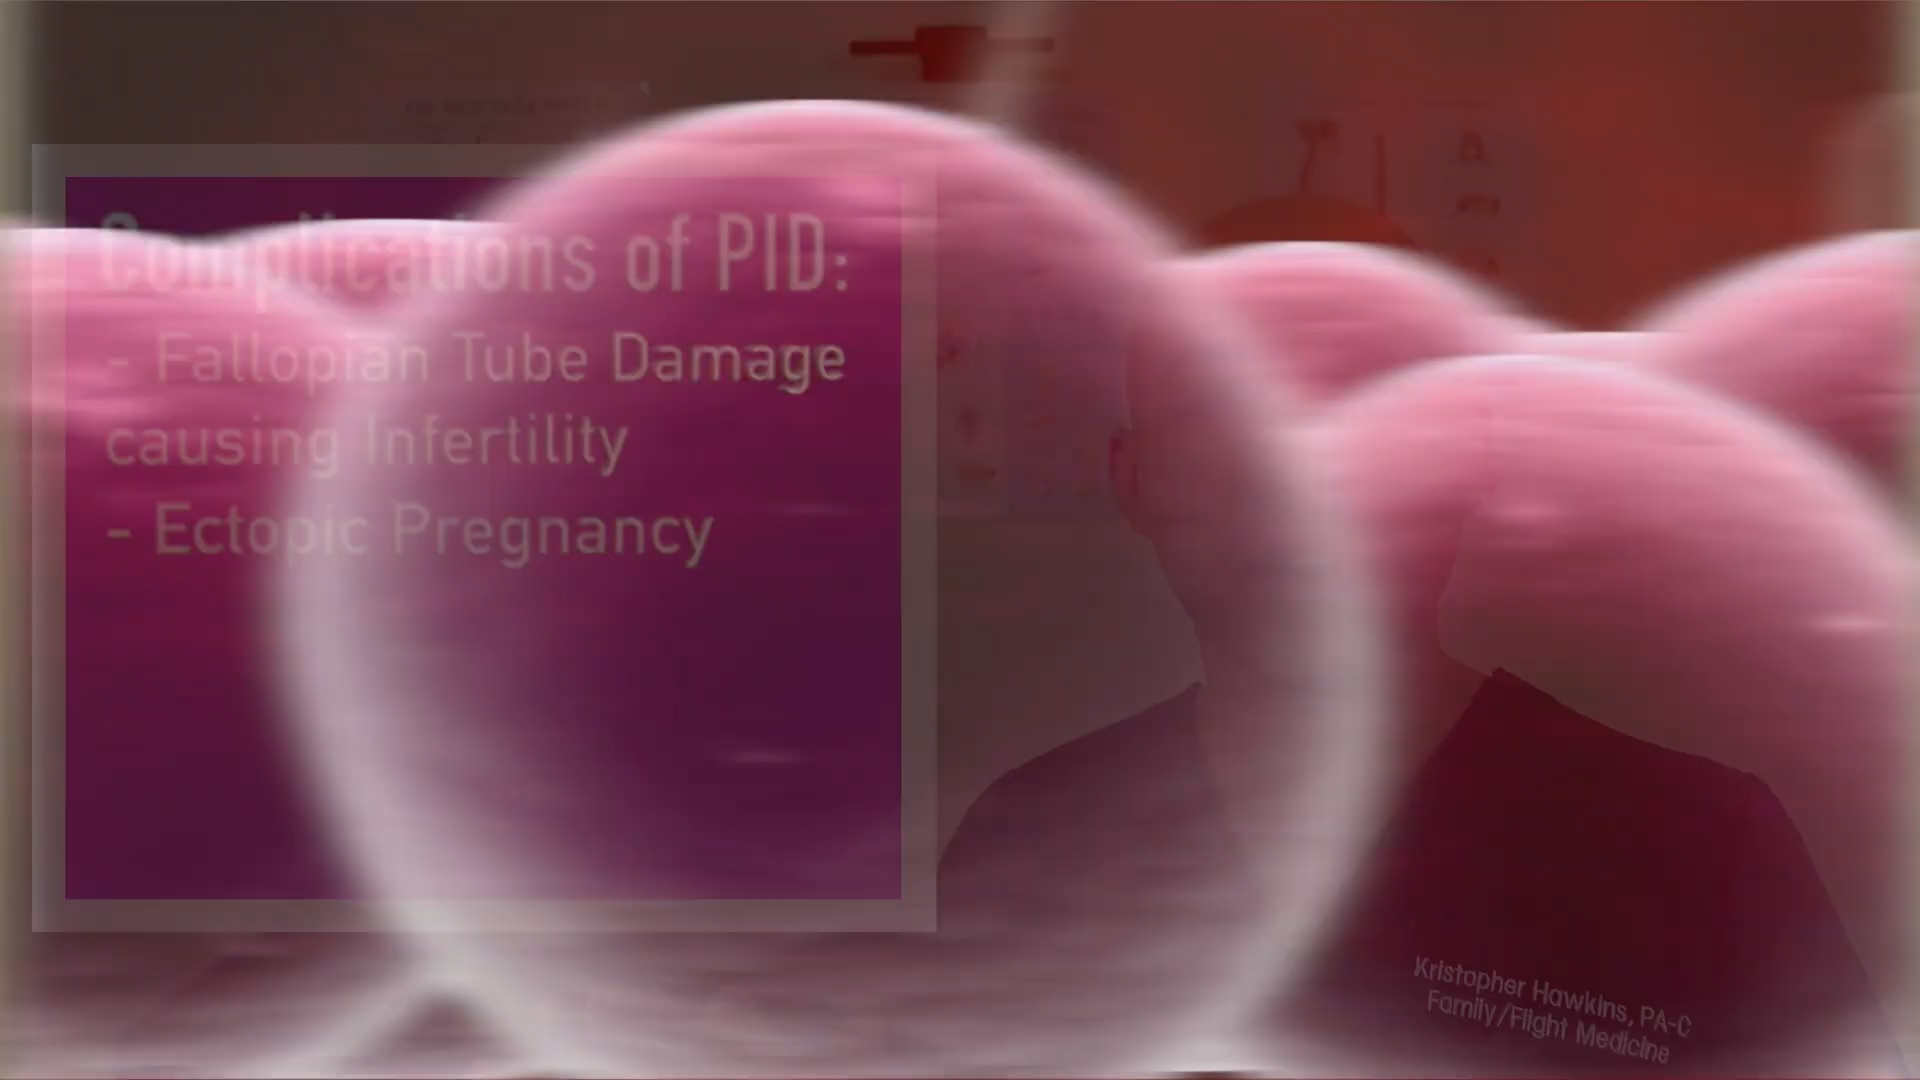 Complications of PID:
- Fallopian Tube Damage
causing Infertility
- Ectopic Pregnancy
Kristopher Hawkins, PA-C
Family/Flight Medicine